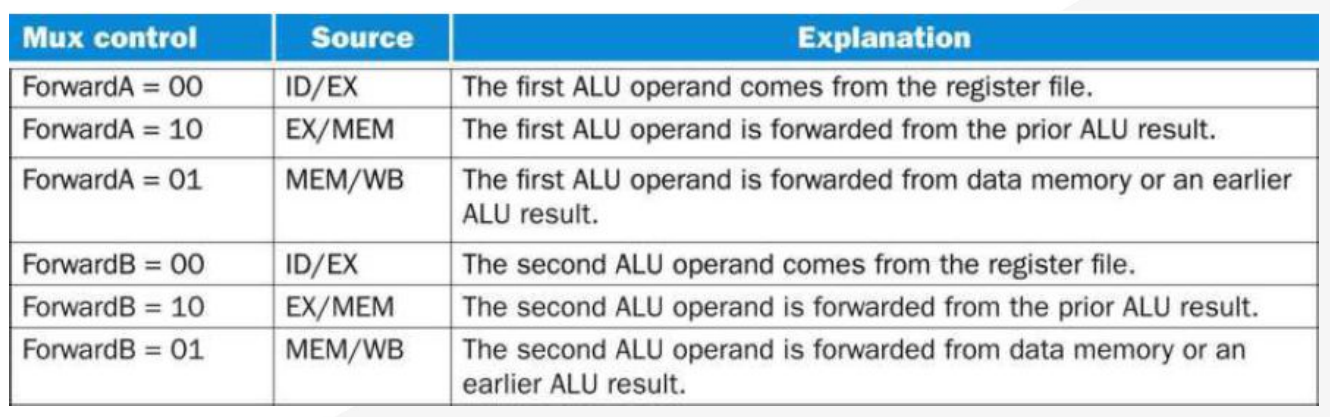 Mux control Source Explanation
ForwardA = 00 ID/EX The first ALU operand comes from the register file.
ForwardA = 10 EX/MEM The first ALU operand is forwarded from the prior ALU result.
ForwardA = 01 MEM/WB The first ALU operand is forwarded from data memory or an earlier
ALU result.
ForwardB = 00 ID/EX The second ALU operand comes from the register file.
ForwardB = 10 EX/MEM The second ALU operand is forwarded from the prior ALU result.
ForwardB = 01 MEM/WB The second ALU operand is forwarded from data memory or an
earlier ALU result.